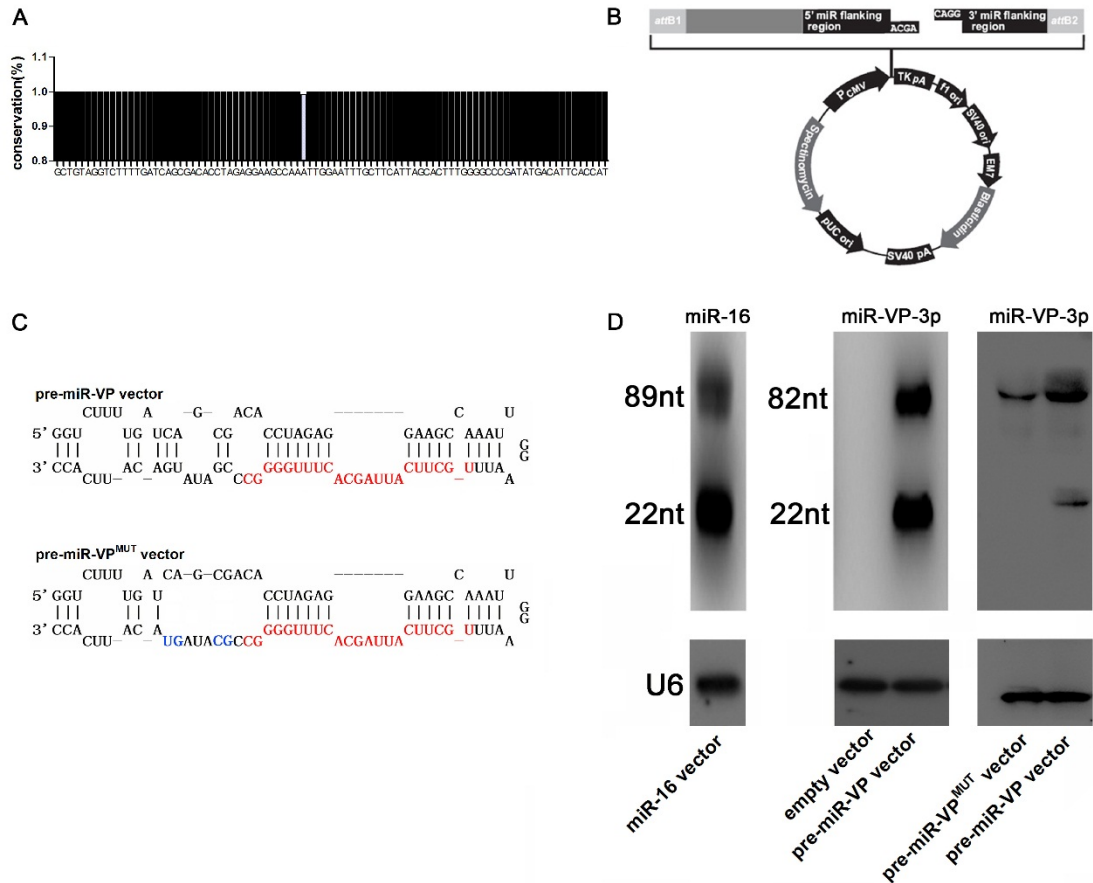 A
1.1
1.0
0.9
0.8
conservation(%)
GCTGTAGGTCTTTTGATCAGCGACACCTAGAGGAAGCCAAATTGGAATTTGCTTCATTAGCACTTTGGGGCCCGATATGACATTCACCAT
B
attB1
5' miR flanking region
ACGA
CAGG
3' miR flanking region
attB2
PCMV
TK pA
f1 ori
SV40 ori
EM7
Blasticidin
SV40 pA
pUC ori
Spectinomycin
C
pre-miR-VP vector
CUUU A –G– ACA ––––––– C U
5' GGU UG UCA CG CCUAGAG GAAGC AAAU G
G
3' CCA AC AGU GC GGGUUUC CUUCG UUUA
CUU– – AUA CCG ACGAUUA – A
pre-miR-VPMUT vector
CUUU A CA–G–CGACA ––––––– C U
5' GGU UG U CCUAGAG GAAGC AAAU G
G
3' CCA AC A GGGUUUC CUUCG UUUA
CUU– – UGAUACGCCG ACGAUUA – A
D
miR-16
miR-VP-3p
miR-VP-3p
89nt
82nt
22nt
22nt
U6
miR-16 vector
empty vector
pre-miR-VP vector
pre-miR-VPMUT vector
pre-miR-VP vector